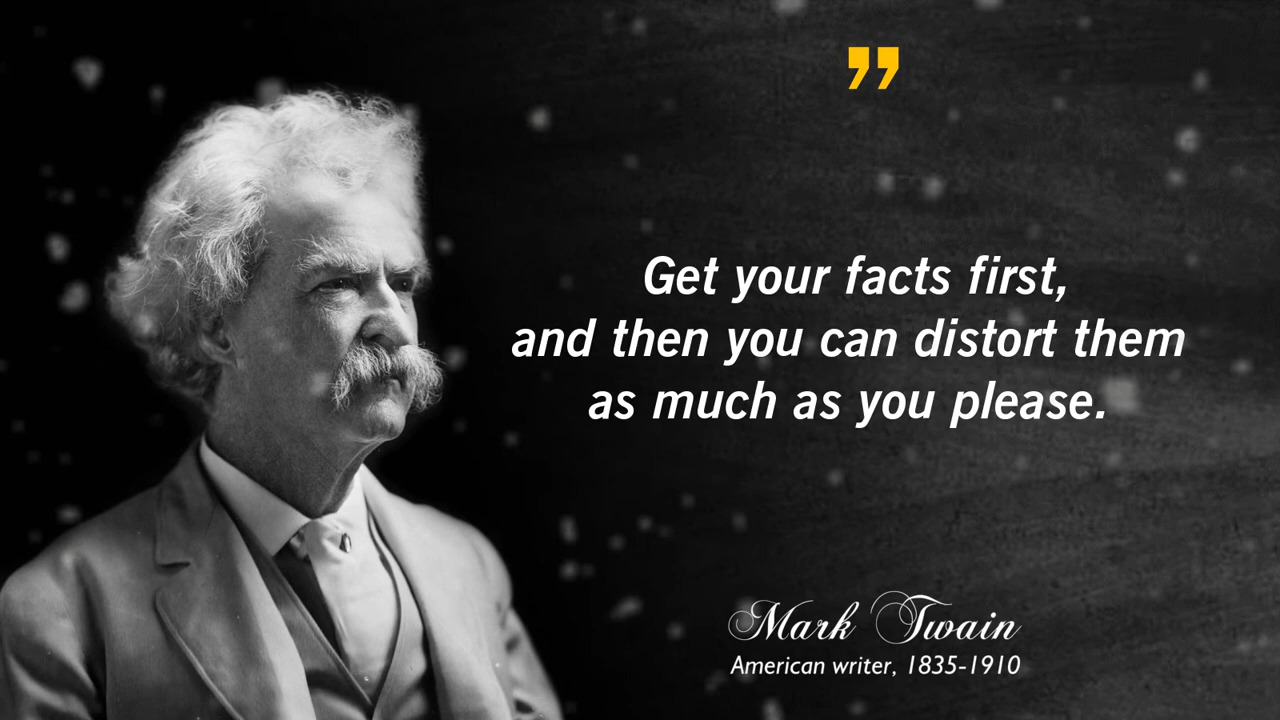 ”
Get your facts first,
and then you can distort them
as much as you please.
Mark Twain
American writer, 1835-1910